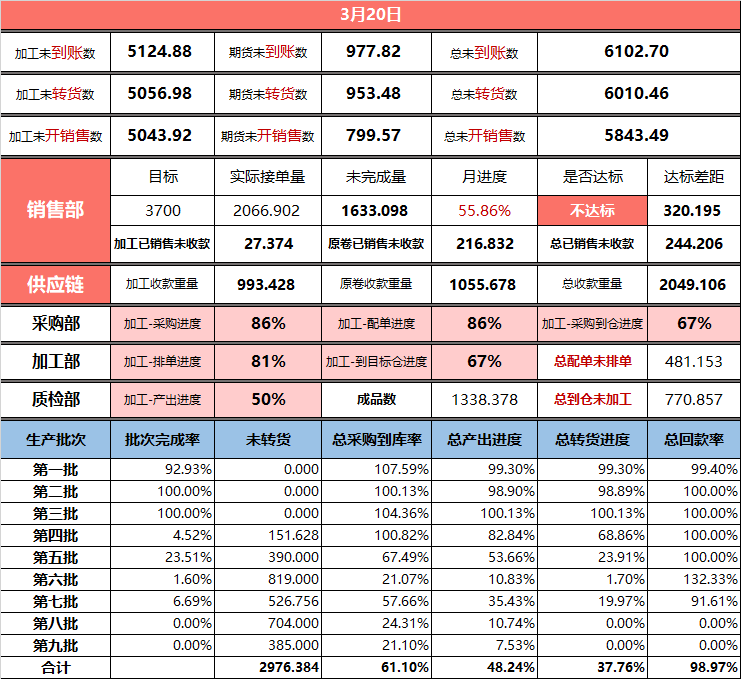 3月20日
加工未到账数 5124.88 期货未到账数 977.82 总未到账数 6102.70
加工未转货数 5056.98 期货未转货数 953.48 总未转货数 6010.46
加工未开销售数 5043.92 期货未开销售数 799.57 总未开销售数 5843.49
销售部 目标 实际接单量 未完成量 月进度 是否达标 达标差距
3700 2066.902 1633.098 55.86% 不达标 320.195
加工已销售未收款 27.374 原卷已销售未收款 216.832 总已销售未收款 244.206
供应链 加工收款重量 993.428 原卷收款重量 1055.678 总收款重量 2049.106
采购部 加工-采购进度 86% 加工-配单进度 86% 加工-采购到仓进度 67%
加工部 加工-排单进度 81% 加工-到目标仓进度 67% 总配单未排单 481.153
质检部 加工-产出进度 50% 成品数 1338.378 总到仓未加工 770.857
生产批次 批次完成率 未转货 总采购到库率 总产出进度 总转货进度 总回款率
第一批 92.93% 0.000 107.59% 99.30% 99.30% 99.40%
第二批 100.00% 0.000 100.13% 98.90% 98.89% 100.00%
第三批 100.00% 0.000 104.36% 100.13% 100.13% 100.00%
第四批 4.52% 151.628 100.82% 82.84% 68.86% 100.00%
第五批 23.51% 390.000 67.49% 53.66% 23.91% 100.00%
第六批 1.60% 819.000 21.07% 10.83% 1.70% 132.33%
第七批 6.69% 526.756 57.66% 35.43% 19.97% 91.61%
第八批 0.00% 704.000 24.31% 10.74% 0.00% 0.00%
第九批 0.00% 385.000 21.10% 7.53% 0.00% 0.00%
合计 2976.384 61.10% 48.24% 37.76% 98.97%